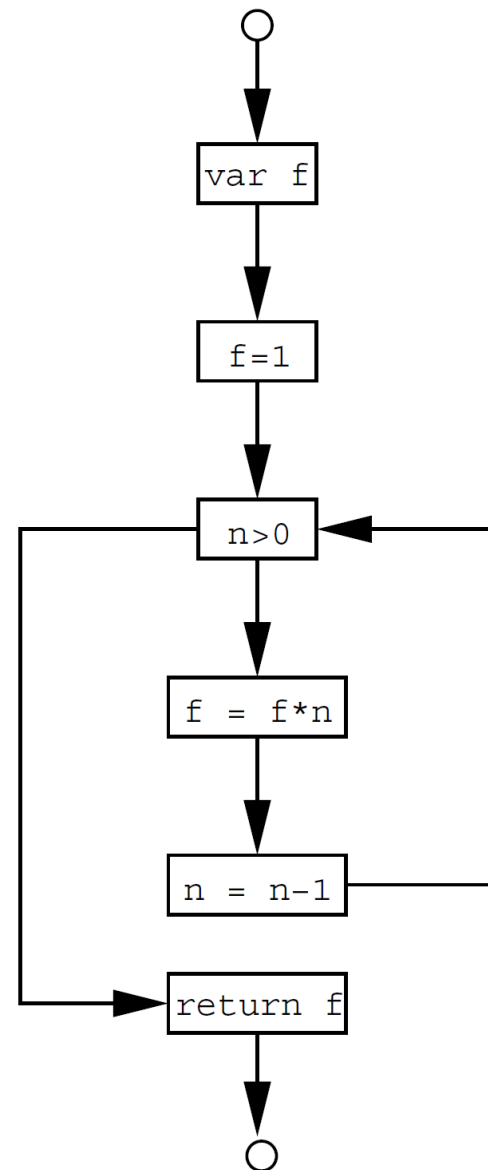 var f
f=1
n>0
f = f*n
n = n-1
return f